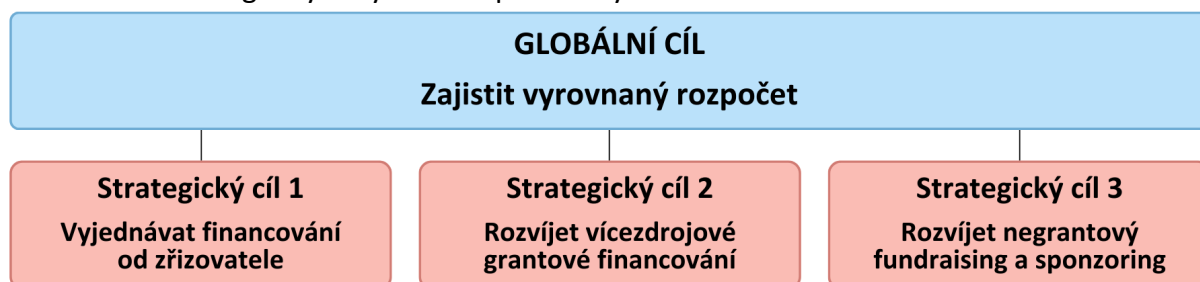 GLOBÁLNÍ CÍL
Zajistit vyrovnaný rozpočet
Strategický cíl 1
Vyjednávat financování
od zřizovatele
Strategický cíl 2
Rozvíjet vícezdrojové
grantové financování
Strategický cíl 3
Rozvíjet negrantový
fundraising a sponzoring